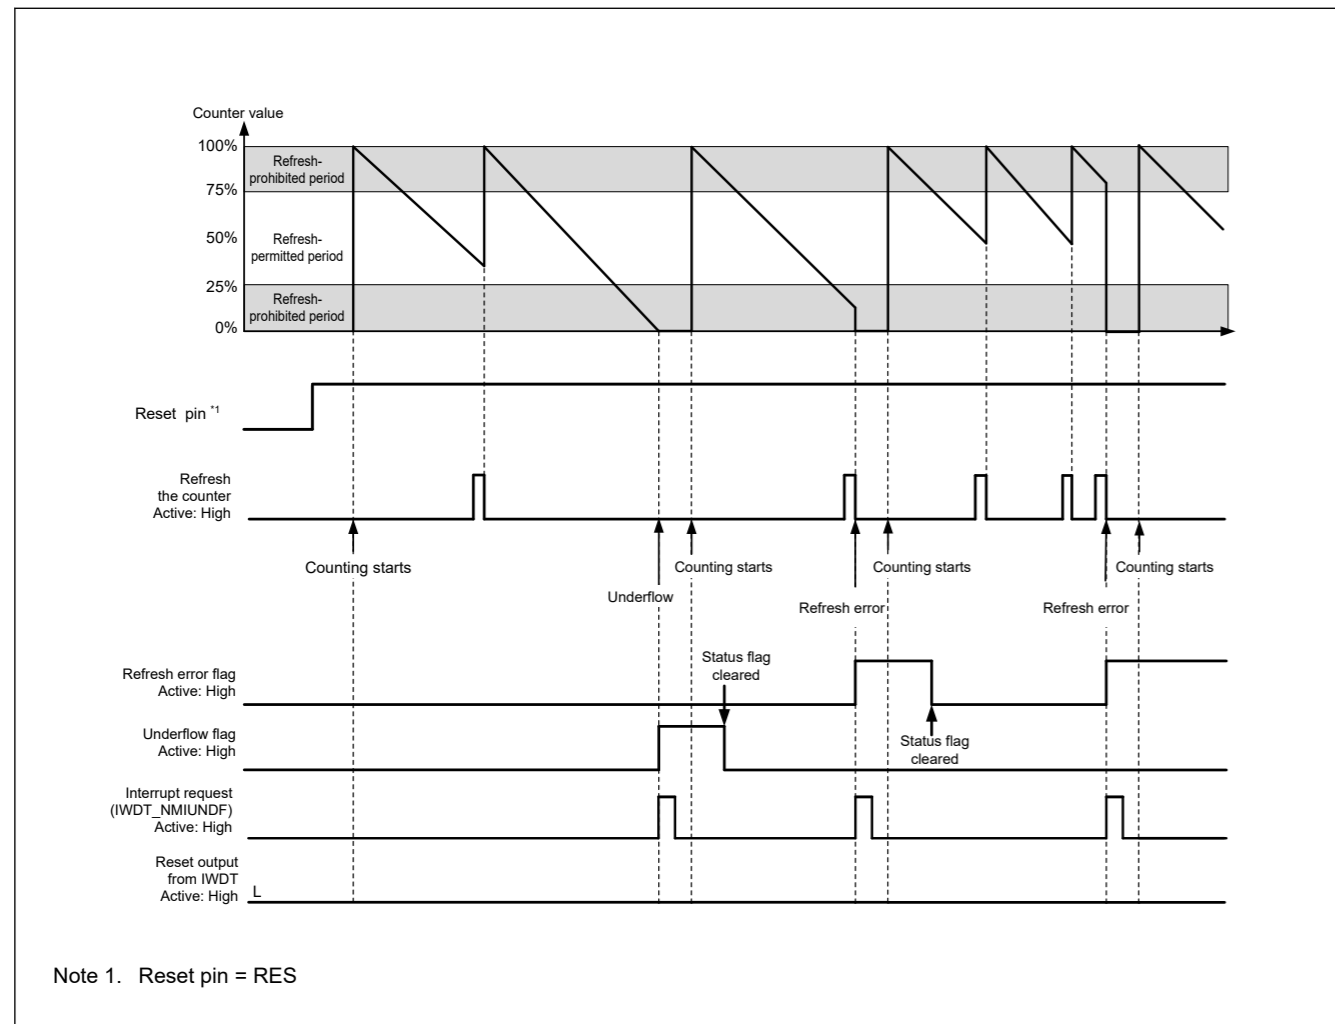 Counter value
100%
Refresh-
prohibited period
75%
50%
Refresh-
permitted period
25%
Refresh-
prohibited period
0%
Reset pin *1
Refresh
the counter
Active: High
Counting starts
Counting starts
Counting starts
Counting starts
Underflow
Refresh error
Refresh error
Status flag
cleared
Refresh error flag
Active: High
Underflow flag
Active: High
Status flag
cleared
Interrupt request
(IWDT_NMIUNDF)
Active: High
Reset output
from IWDT
Active: High
L
Note 1. Reset pin = RES